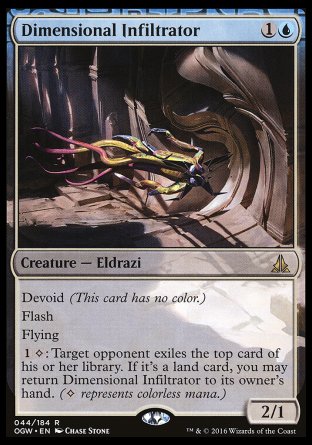 Dimensional Infiltrator 1
Creature — Eldrazi
Devoid (This card has no color.)
Flash
Flying
1 ◇: Target opponent exiles the top card of
his or her library. If it's a land card, you may
return Dimensional Infiltrator to its owner's
hand. (◇ represents colorless mana.)
2/1
044/184 R
OGW • EN Chase Stone
™ & © 2016 Wizards of the Coast